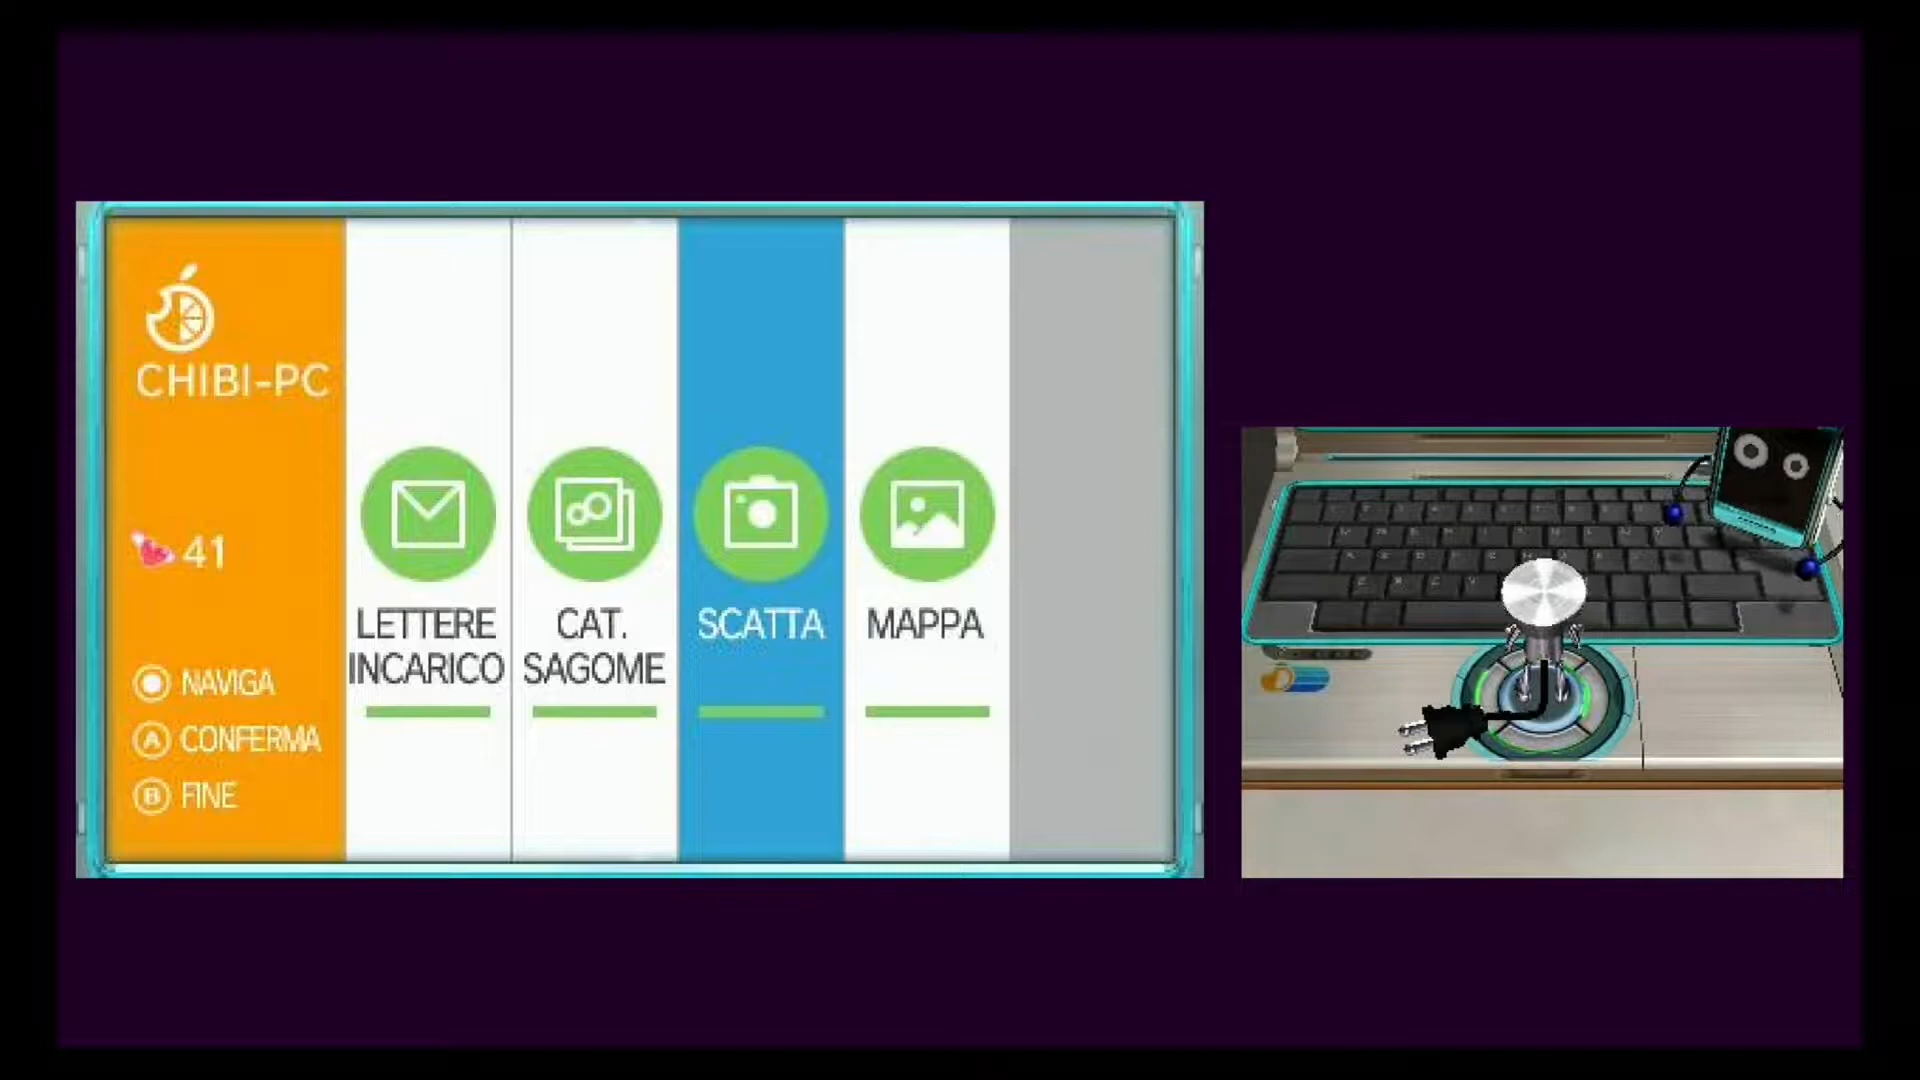 CHIBI-PC
41
NAVIGA
A CONFERMA
B FINE
LETTERE
INCARICO
CAT.
SAGOME
SCATTA
MAPPA